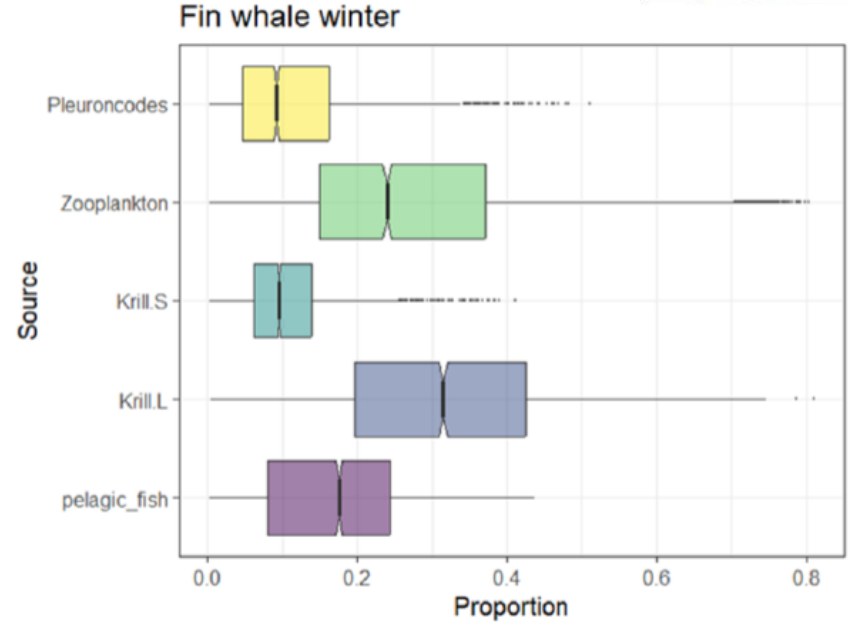 Fin whale winter
Pleuroncodes
Zooplankton
Krill.S
Krill.L
pelagic_fish
Source
0.0 0.2 0.4 0.6 0.8
Proportion